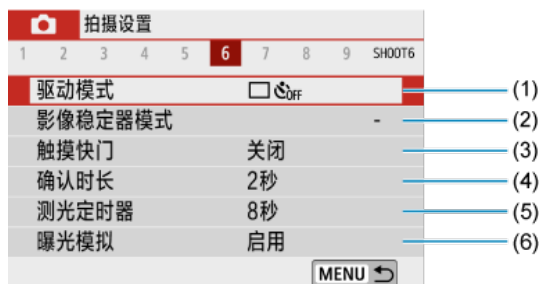 拍摄设置
1 2 3 4 5 6 7 8 9 SHOOT6
驱动模式 OFF (1)
影像稳定器模式 - (2)
触摸快门 关闭 (3)
确认时长 2秒 (4)
测光定时器 8秒 (5)
曝光模拟 启用 (6)
MENU